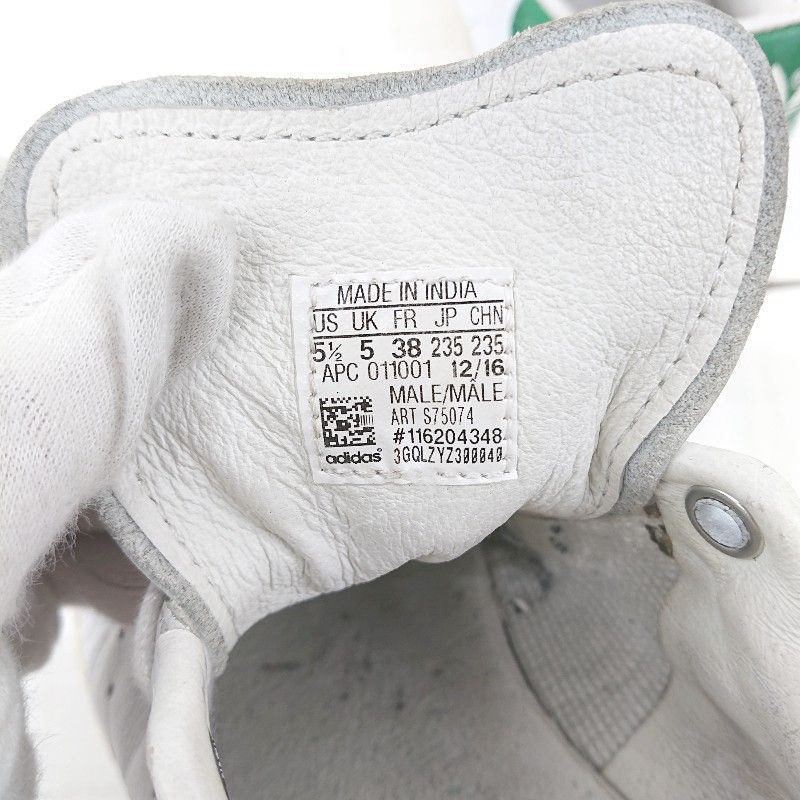 MADE IN INDIA
US UK FR JP CHN
5½ 5 38 235 235
APC 011001 12/16
MALE/MÂLE
ART S75074
#116204348
adidas® 3GQLZYZ300040